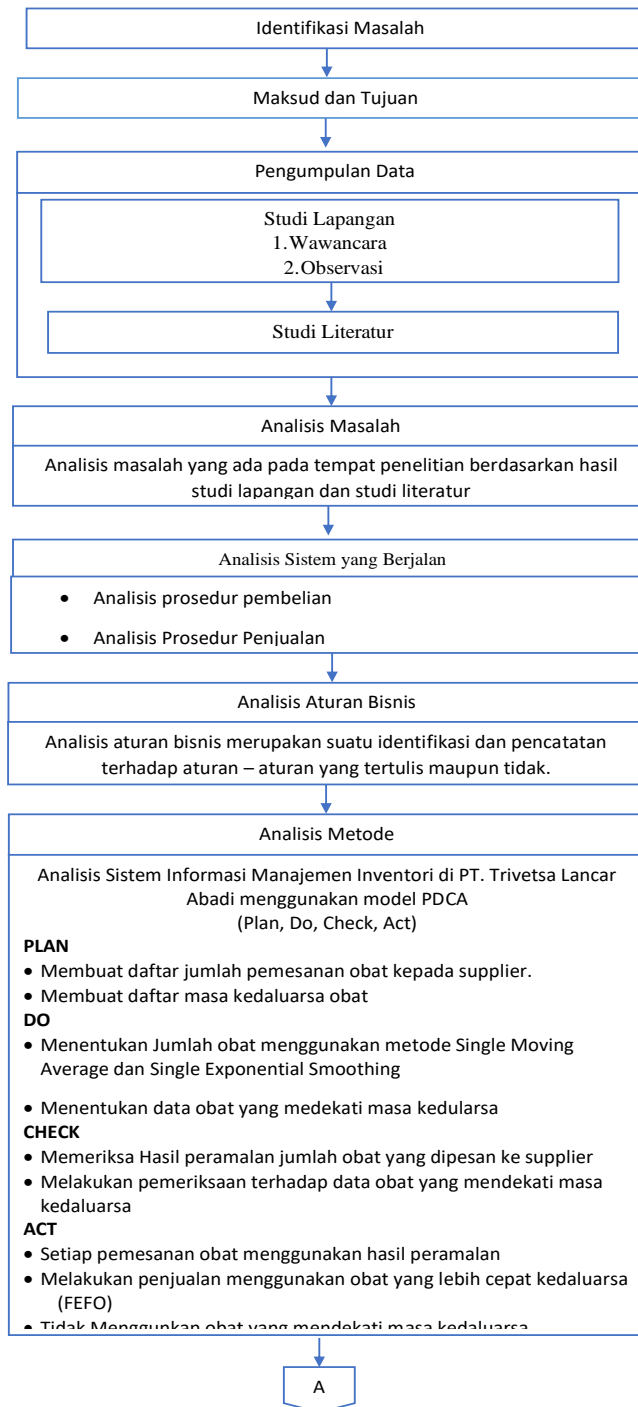 Identifikasi Masalah
Maksud dan Tujuan
Pengumpulan Data
Studi Lapangan
1.Wawancara
2.Observasi
Studi Literatur
Analisis Masalah
Analisis masalah yang ada pada tempat penelitian berdasarkan hasil
studi lapangan dan studi literatur
Analisis Sistem yang Berjalan
• Analisis prosedur pembelian
• Analisis Prosedur Penjualan
Analisis Aturan Bisnis
Analisis aturan bisnis merupakan suatu identifikasi dan pencatatan
terhadap aturan – aturan yang tertulis maupun tidak.
Analisis Metode
Analisis Sistem Informasi Manajemen Inventori di PT. Trivetsa Lancar
Abadi menggunakan model PDCA
(Plan, Do, Check, Act)
PLAN
• Membuat daftar jumlah pemesanan obat kepada supplier.
• Membuat daftar masa kedaluarsa obat
DO
• Menentukan Jumlah obat menggunakan metode Single Moving
Average dan Single Exponential Smoothing
• Menentukan data obat yang medekati masa kedularsa
CHECK
• Memeriksa Hasil peramalan jumlah obat yang dipesan ke supplier
• Melakukan pemeriksaan terhadap data obat yang mendekati masa
kedaluarsa
ACT
• Setiap pemesanan obat menggunakan hasil peramalan
• Melakukan penjualan menggunakan obat yang lebih cepat kedaluarsa
(FEFO)
• Tidak Menggunkan obat yang mendekati masa kedaluarsa
A